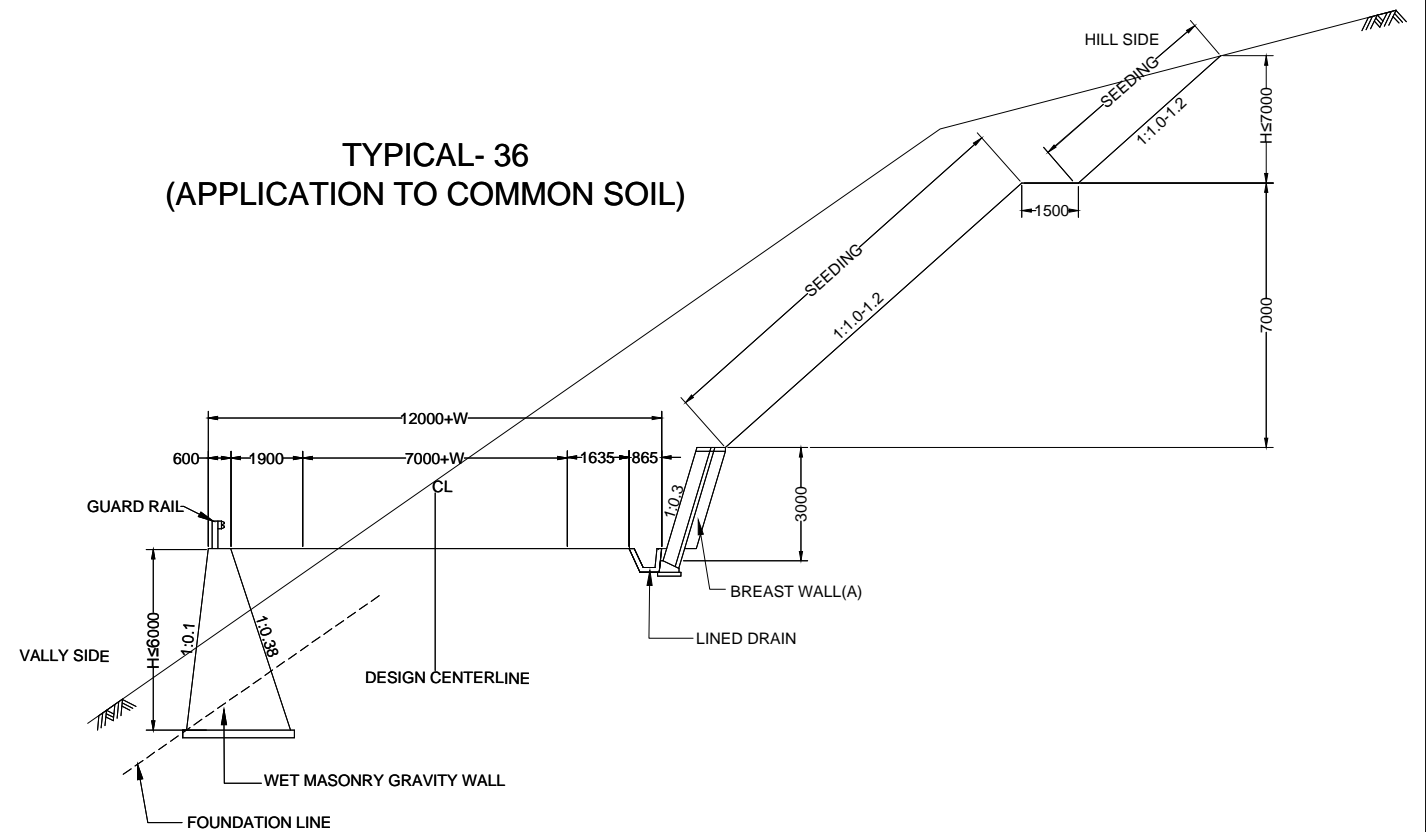 HILL SIDE
SEEDING
1:1.0-1.2
H≤7000
TYPICAL- 36
(APPLICATION TO COMMON SOIL)
1500
SEEDING
1:1.0-1.2
7000
12000+W
600
1900
7000+W
1635
865
CL
GUARD RAIL
1:0.3
3000
BREAST WALL(A)
LINED DRAIN
H≤6000
1:0.1
1:0.38
VALLY SIDE
DESIGN CENTERLINE
WET MASONRY GRAVITY WALL
FOUNDATION LINE